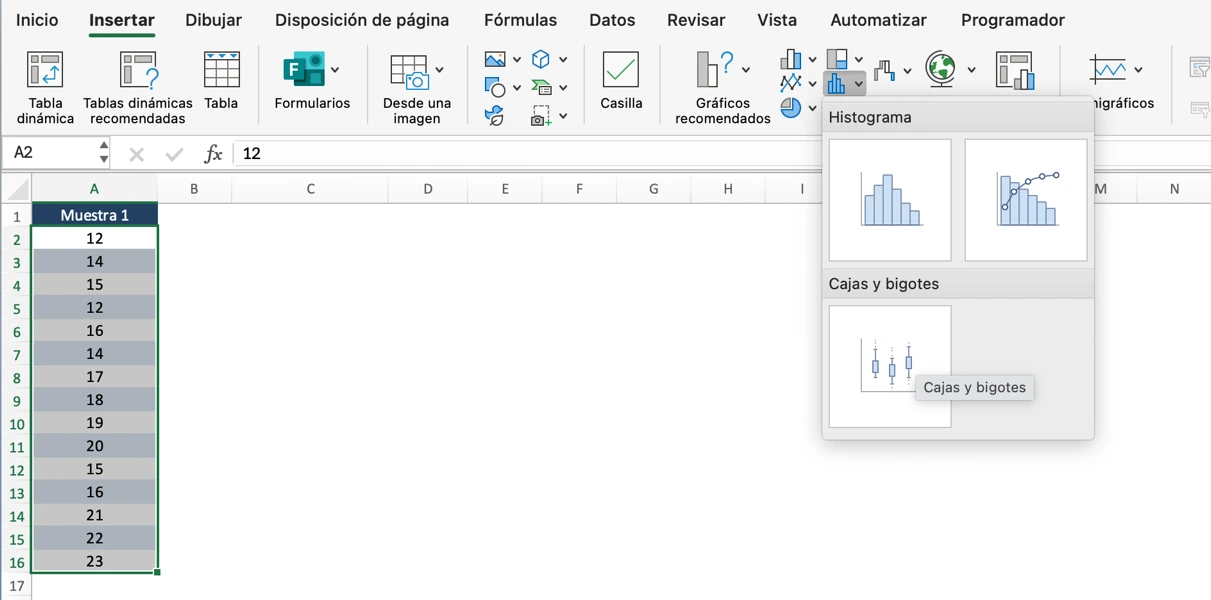 Inicio Insertar Dibujar Disposición de página Fórmulas Datos Revisar Vista Automatizar Programador
Tabla dinámica
Tablas dinámicas recomendadas
Tabla
Formularios
Desde una imagen
Casilla
Gráficos recomendados
A2 fx 12
Histograma
Cajas y bigotes
Cajas y bigotes
A B C D E F G H I M N
1 Muestra 1
2 12
3 14
4 15
5 12
6 16
7 14
8 17
9 18
10 19
11 20
12 15
13 16
14 21
15 22
16 23
17